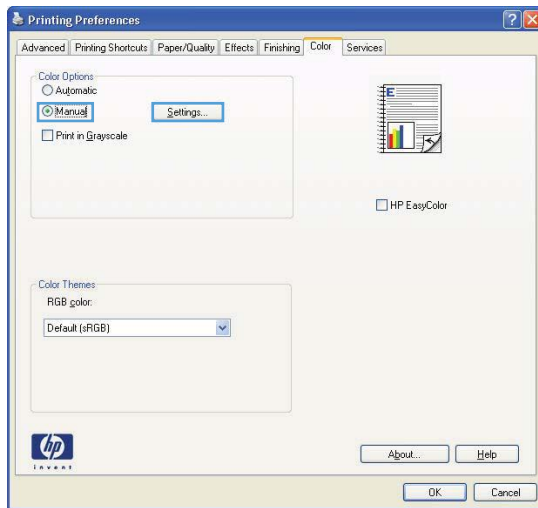 Printing Preferences
Advanced Printing Shortcuts Paper/Quality Effects Finishing Color Services
Color Options
Automatic
Manual Settings...
Print in Grayscale
E
HP EasyColor
Color Themes
RGB color:
Default (sRGB)
hp
invent
About... Help
OK Cancel